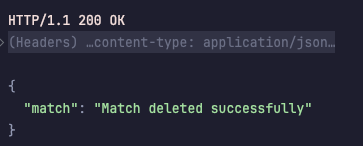 HTTP/1.1 200 OK
(Headers) …content-type: application/json…
{
"match": "Match deleted successfully"
}